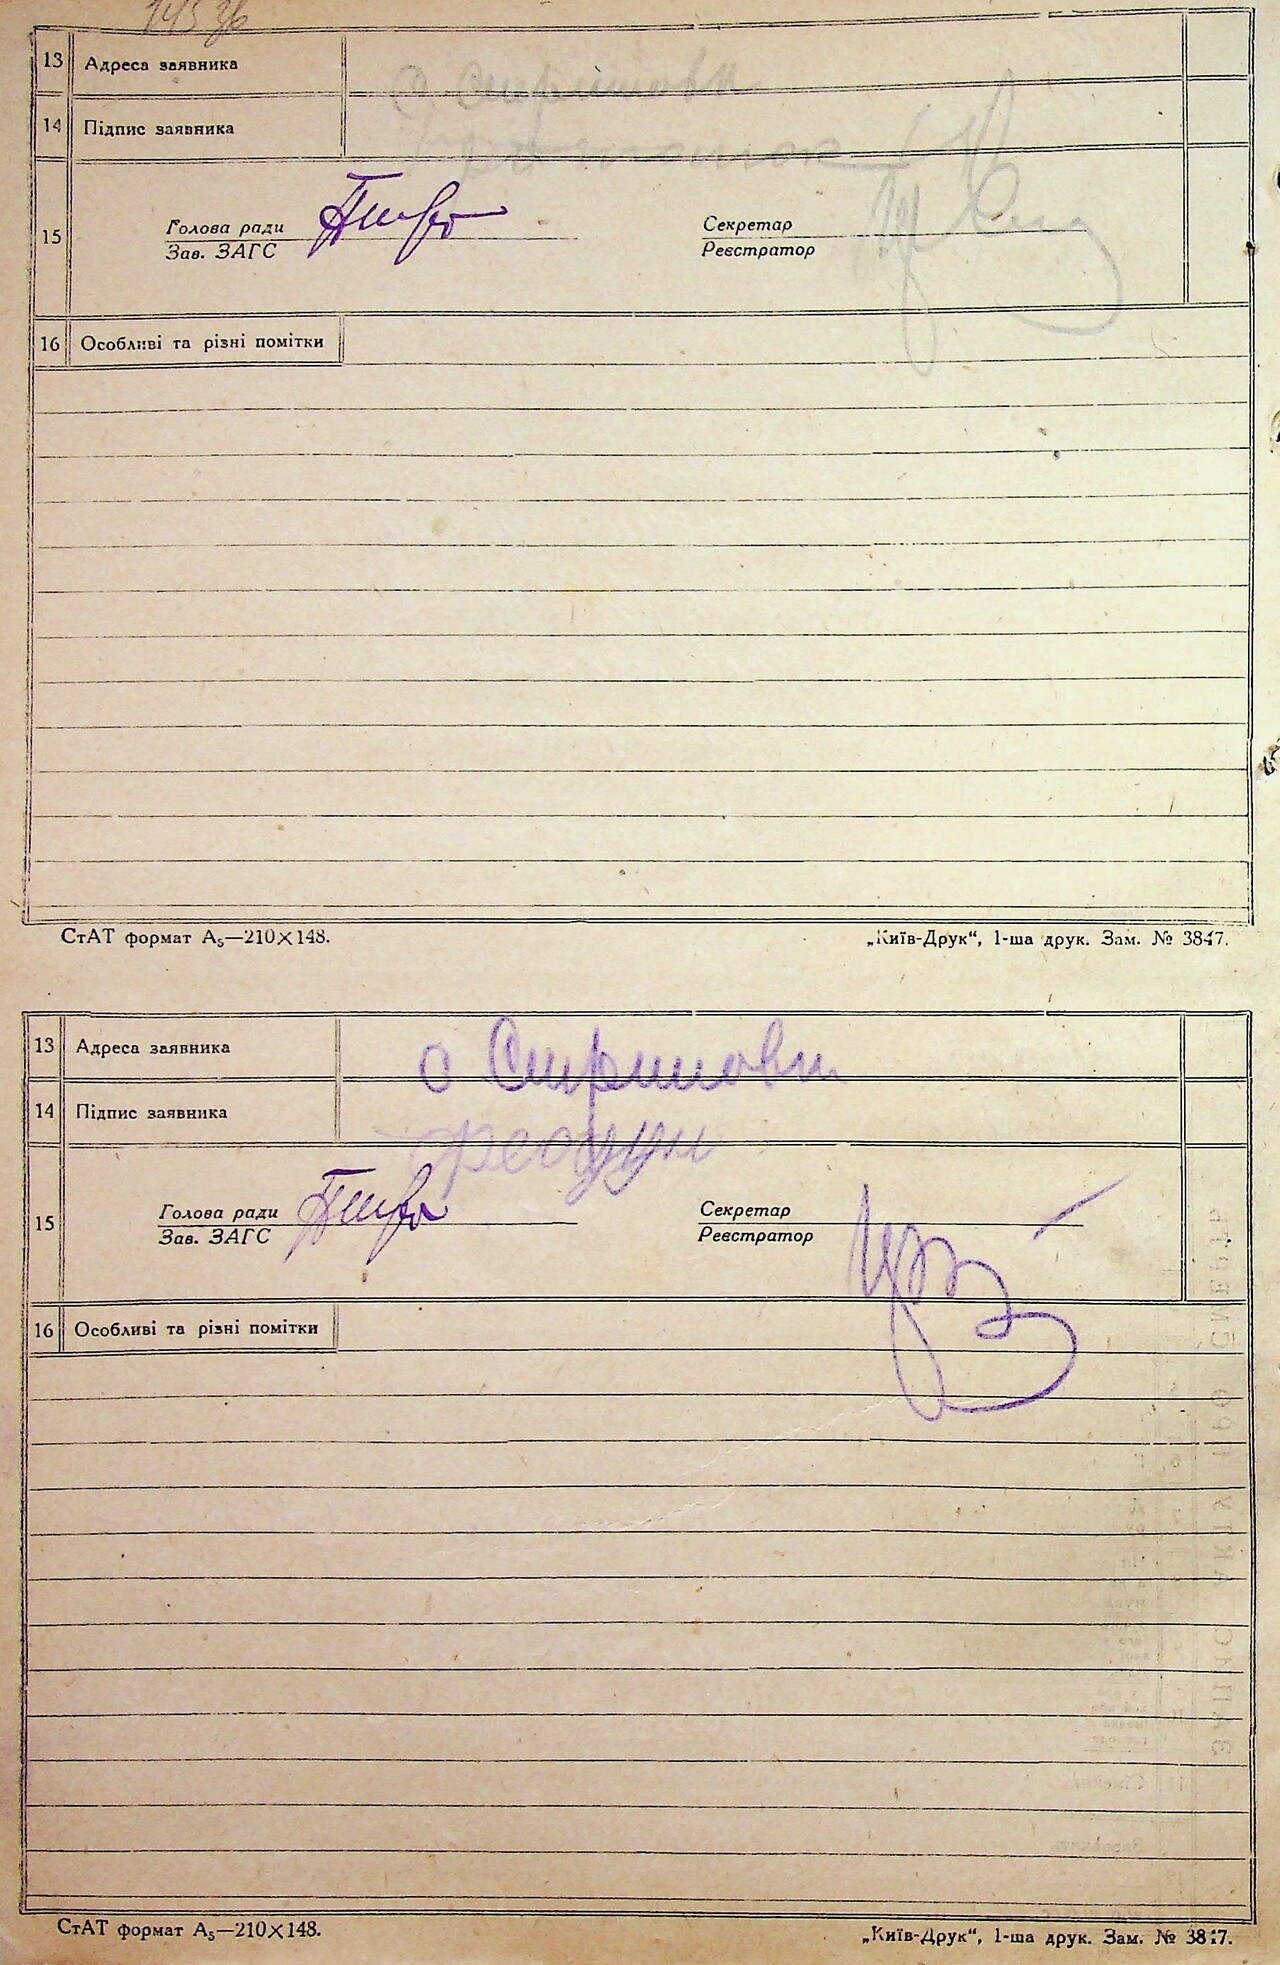 14536
13 Адреса заявника с Спринови
14 Підпис заявника
15 Голова ради Секретар
Зав. ЗАГС Реєстратор
16 Особливі та різні помітки
СтАТ формат А₅—210×148. „Київ-Друк“, 1-ша друк. Зам. № 3847.
13 Адреса заявника с Спринови
14 Підпис заявника
15 Голова ради Секретар
Зав. ЗАГС Реєстратор
16 Особливі та різні помітки
СтАТ формат А₅—210×148. „Київ-Друк“, 1-ша друк. Зам. № 3847.